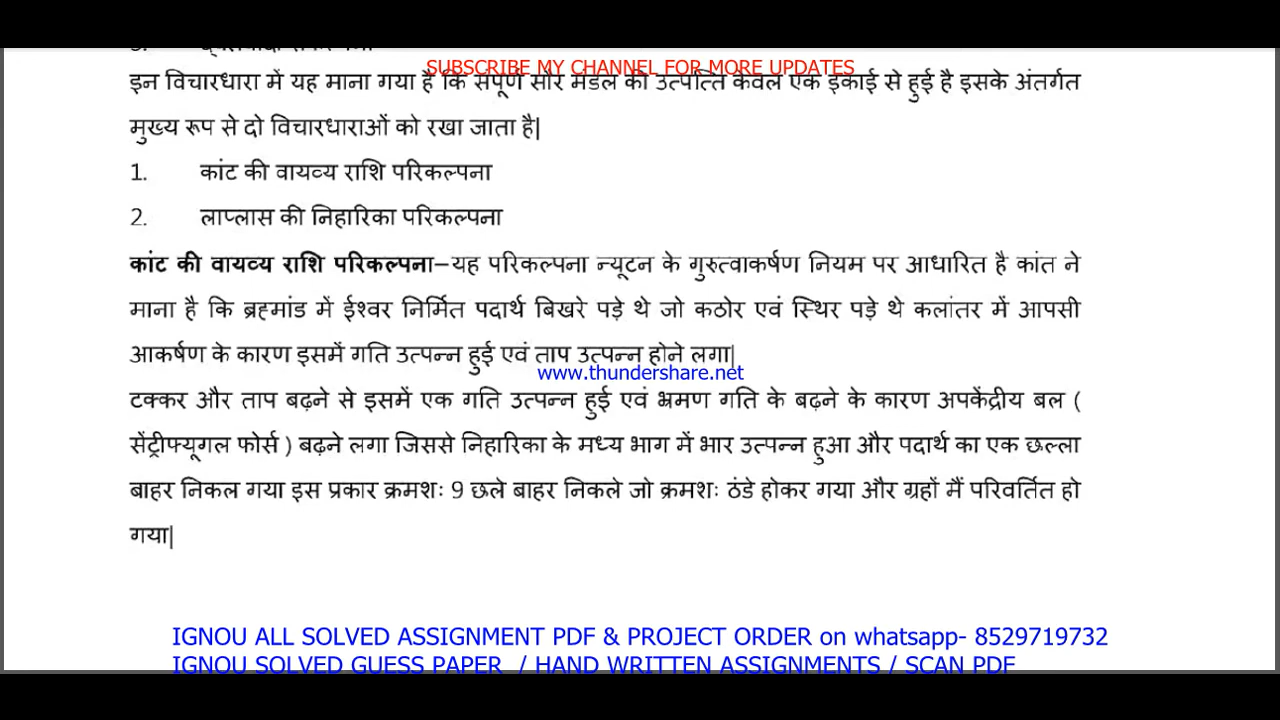 SUBSCRIBE MY CHANNEL FOR MORE UPDATES
इन विचारधारा में यह माना गया है कि संपूर्ण सौर मंडल की उत्पत्ति केवल एक इकाई से हुई है इसके अंतर्गत
मुख्य रूप से दो विचारधाराओं को रखा जाता है|
1. कांट की वायव्य राशि परिकल्पना
2. लाप्लास की निहारिका परिकल्पना
कांट की वायव्य राशि परिकल्पना–यह परिकल्पना न्यूटन के गुरुत्वाकर्षण नियम पर आधारित है कांत ने
माना है कि ब्रह्मांड में ईश्वर निर्मित पदार्थ बिखरे पड़े थे जो कठोर एवं स्थिर पड़े थे कलांतर में आपसी
आकर्षण के कारण इसमें गति उत्पन्न हुई एवं ताप उत्पन्न होने लगा|
www.thundershare.net
टक्कर और ताप बढ़ने से इसमें एक गति उत्पन्न हुई एवं भ्रमण गति के बढ़ने के कारण अपकेंद्रीय बल (
सेंट्रीफ्यूगल फोर्स ) बढ़ने लगा जिससे निहारिका के मध्य भाग में भार उत्पन्न हुआ और पदार्थ का एक छल्ला
बाहर निकल गया इस प्रकार क्रमशः 9 छले बाहर निकले जो क्रमशः ठंडे होकर गया और ग्रहों मैं परिवर्तित हो
गया|
IGNOU ALL SOLVED ASSIGNMENT PDF & PROJECT ORDER on whatsapp- 8529719732
IGNOU SOLVED GUESS PAPER / HAND WRITTEN ASSIGNMENTS / SCAN PDF